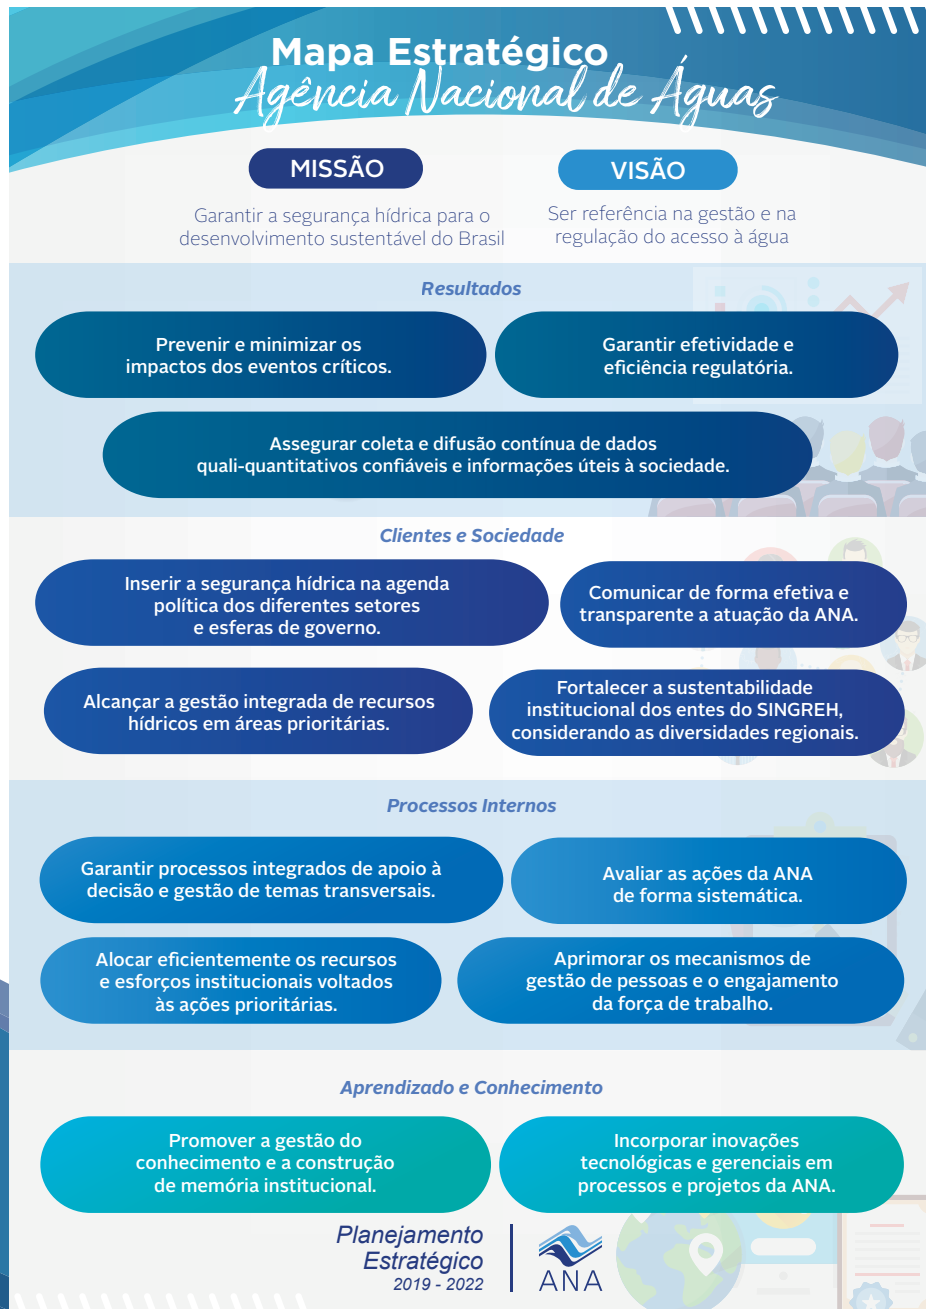 Mapa Estratégico
Agência Nacional de Águas
MISSÃO
Garantir a segurança hídrica para o
desenvolvimento sustentável do Brasil
VISÃO
Ser referência na gestão e na
regulação do acesso à água
Resultados
Prevenir e minimizar os
impactos dos eventos críticos.
Garantir efetividade e
eficiência regulatória.
Assegurar coleta e difusão contínua de dados
quali-quantitativos confiáveis e informações úteis à sociedade.
Clientes e Sociedade
Inserir a segurança hídrica na agenda
política dos diferentes setores
e esferas de governo.
Comunicar de forma efetiva e
transparente a atuação da ANA.
Alcançar a gestão integrada de recursos
hídricos em áreas prioritárias.
Fortalecer a sustentabilidade
institucional dos entes do SINGREH,
considerando as diversidades regionais.
Processos Internos
Garantir processos integrados de apoio à
decisão e gestão de temas transversais.
Avaliar as ações da ANA
de forma sistemática.
Alocar eficientemente os recursos
e esforços institucionais voltados
às ações prioritárias.
Aprimorar os mecanismos de
gestão de pessoas e o engajamento
da força de trabalho.
Aprendizado e Conhecimento
Promover a gestão do
conhecimento e a construção
de memória institucional.
Incorporar inovações
tecnológicas e gerenciais em
processos e projetos da ANA.
Planejamento
Estratégico
2019 - 2022
ANA